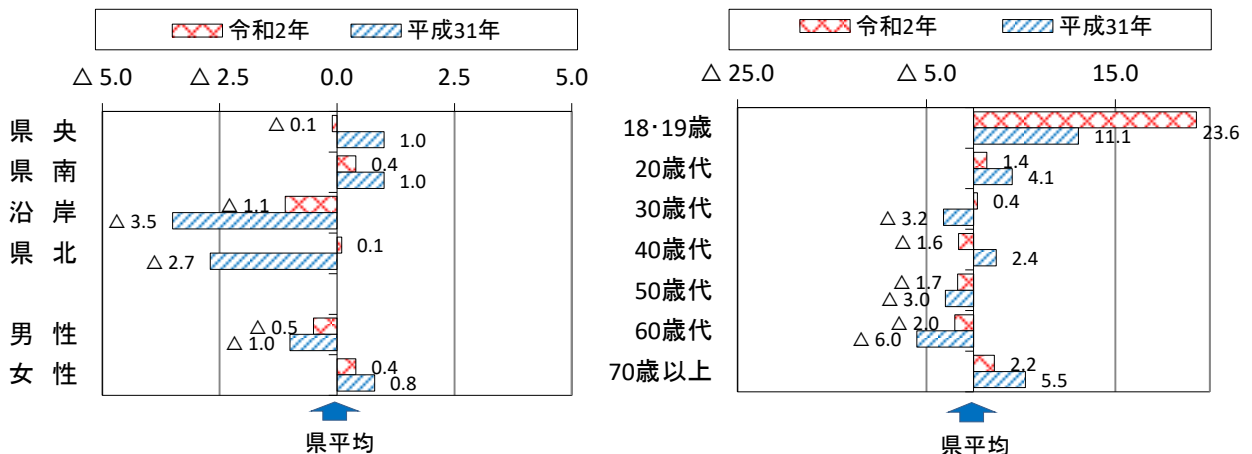 令和2年 平成31年
△ 5.0 △ 2.5 0.0 2.5 5.0
県 央 △ 0.1
1.0
県 南 0.4
1.0
沿 岸 △ 1.1
△ 3.5
県 北 0.1
△ 2.7
男 性 △ 0.5
△ 1.0
女 性 0.4
0.8
県平均
令和2年 平成31年
△ 25.0 △ 5.0 15.0
18・19歳 23.6
11.1
20歳代 1.4
4.1
30歳代 0.4
△ 3.2
40歳代 △ 1.6
2.4
50歳代 △ 1.7
△ 3.0
60歳代 △ 2.0
△ 6.0
70歳以上 2.2
5.5
県平均